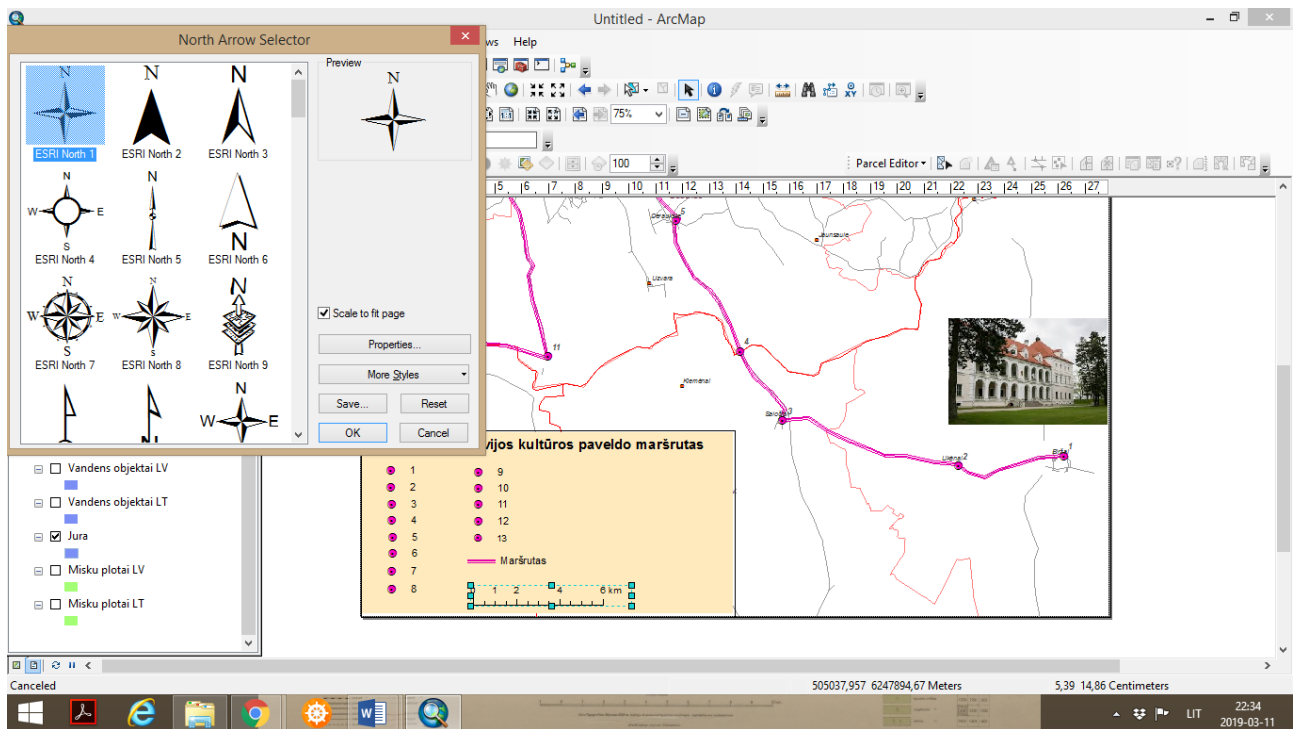 Untitled - ArcMap
North Arrow Selector
ws Help
N N N
ESRI North 1 ESRI North 2 ESRI North 3
N N
W E
S S
N
ESRI North 4 ESRI North 5 ESRI North 6
N N N
W E W E
S S
ESRI North 7 ESRI North 8 ESRI North 9
N
W E
Preview
N
Scale to fit page
Properties...
More Styles
Save... Reset
OK Cancel
75%
100
Parcel Editor
5 6 7 8 9 10 11 12 13 14 15 16 17 18 19 20 21 22 23 24 25 26 27
5
Jaunsaule
Uzvara
4
11
Klemėnai
3
2
1
vijos kultūros paveldo maršrutas
1 9
2 10
3 11
4 12
5 13
6
7 Maršrutas
8
0 1 2 4 6 km
Vandens objektai LV
Vandens objektai LT
Jura
Misku plotai LV
Misku plotai LT
Canceled
505037,957 6247894,67 Meters
5,39 14,86 Centimeters
LIT
22:34
2019-03-11